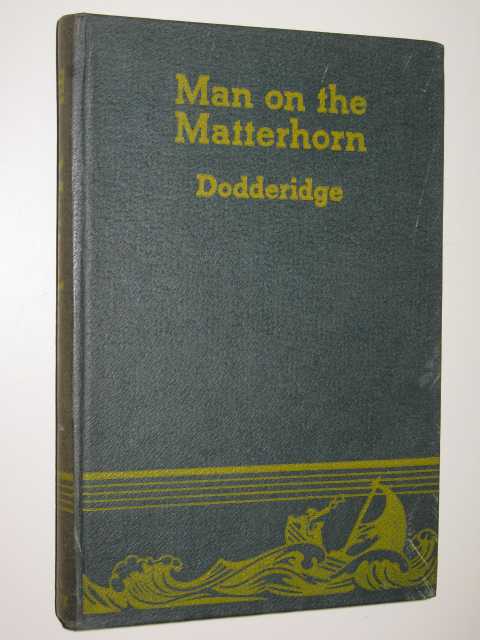 Man on the
Matterhorn
Dodderidge